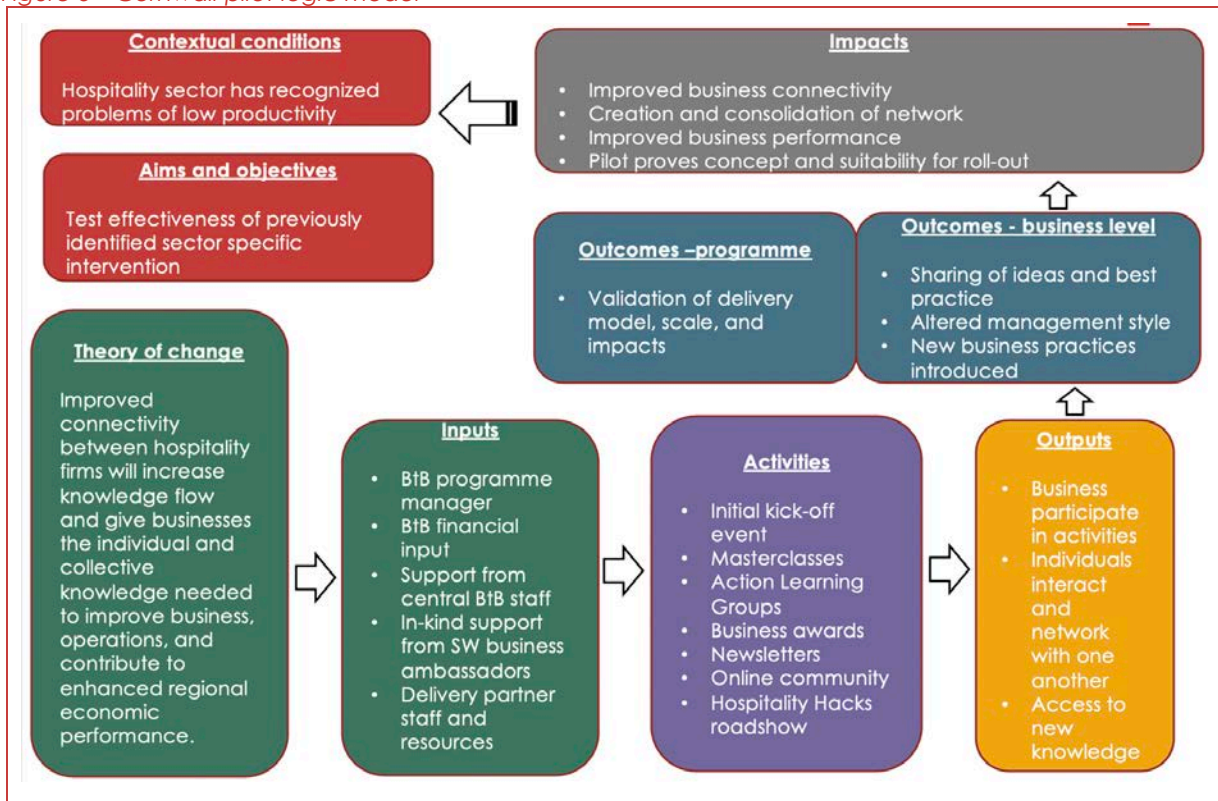 Contextual conditions
Hospitality sector has recognized
problems of low productivity
Aims and objectives
Test effectiveness of previously
identified sector specific
intervention
Impacts
• Improved business connectivity
• Creation and consolidation of network
• Improved business performance
• Pilot proves concept and suitability for roll-out
Outcomes –programme
• Validation of delivery
model, scale, and
impacts
Outcomes - business level
• Sharing of ideas and best
practice
• Altered management style
• New business practices
introduced
Theory of change
Improved
connectivity
between hospitality
firms will increase
knowledge flow
and give businesses
the individual and
collective
knowledge needed
to improve business,
operations, and
contribute to
enhanced regional
economic
performance.
Inputs
• BtB programme
manager
• BtB financial
input
• Support from
central BtB staff
• In-kind support
from SW business
ambassadors
• Delivery partner
staff and
resources
Activities
• Initial kick-off
event
• Masterclasses
• Action Learning
Groups
• Business awards
• Newsletters
• Online community
• Hospitality Hacks
roadshow
Outputs
• Business
participate
in activities
• Individuals
interact
and
network
with one
another
• Access to
new
knowledge